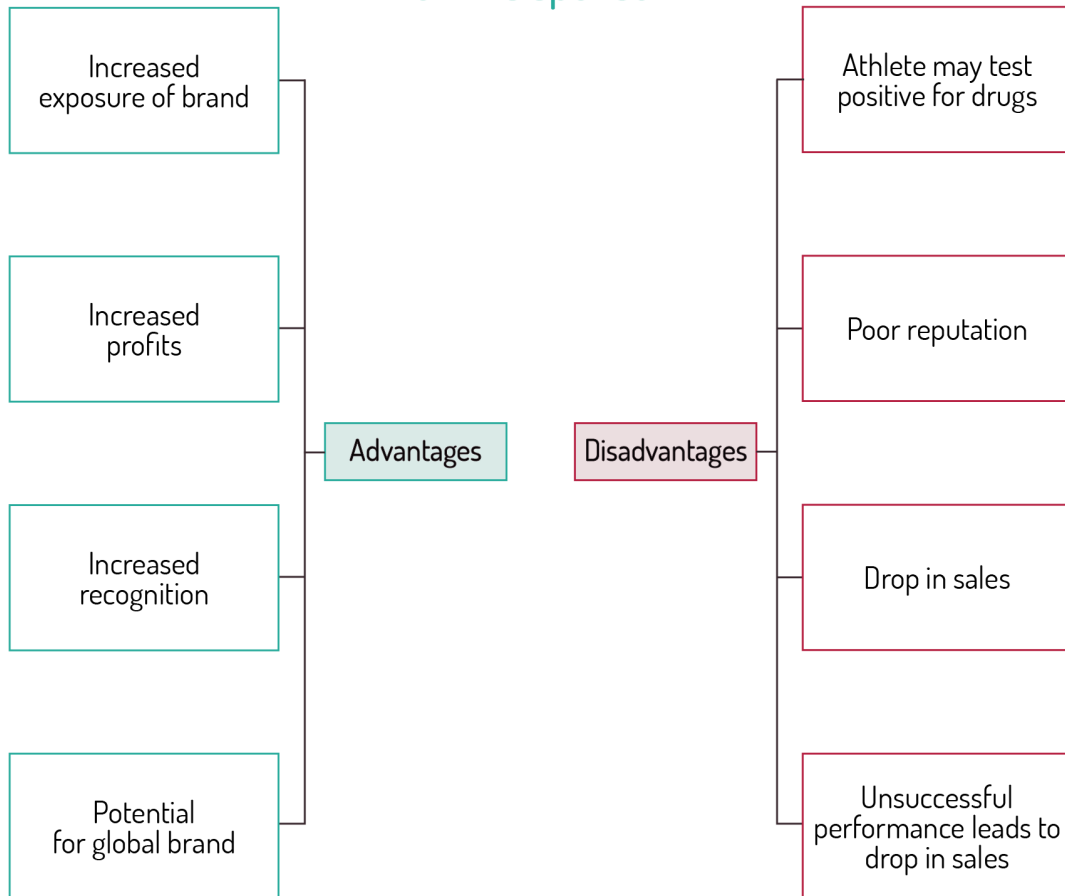 Increased
exposure of brand
Increased
profits
Increased
recognition
Potential
for global brand
Advantages
Disadvantages
Athlete may test
positive for drugs
Poor reputation
Drop in sales
Unsuccessful
performance leads to
drop in sales